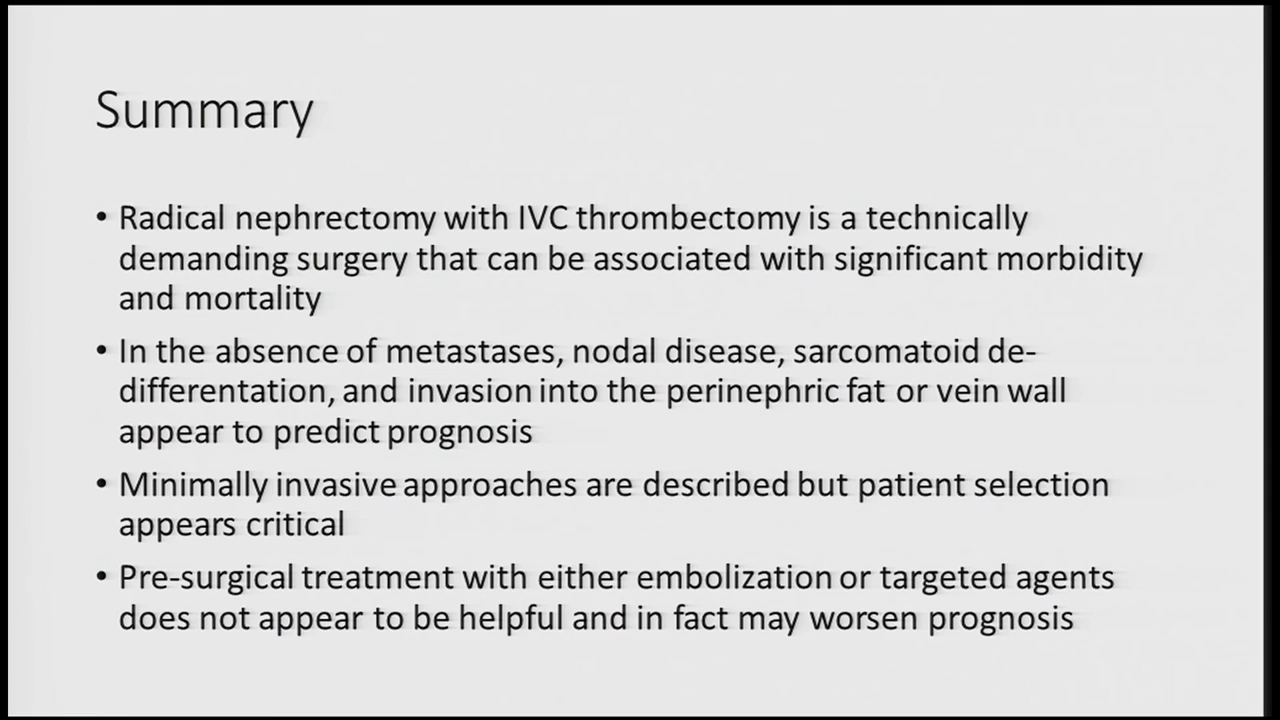 Summary
• Radical nephrectomy with IVC thrombectomy is a technically
demanding surgery that can be associated with significant morbidity
and mortality
• In the absence of metastases, nodal disease, sarcomatoid de-
differentation, and invasion into the perinephric fat or vein wall
appear to predict prognosis
• Minimally invasive approaches are described but patient selection
appears critical
• Pre-surgical treatment with either embolization or targeted agents
does not appear to be helpful and in fact may worsen prognosis